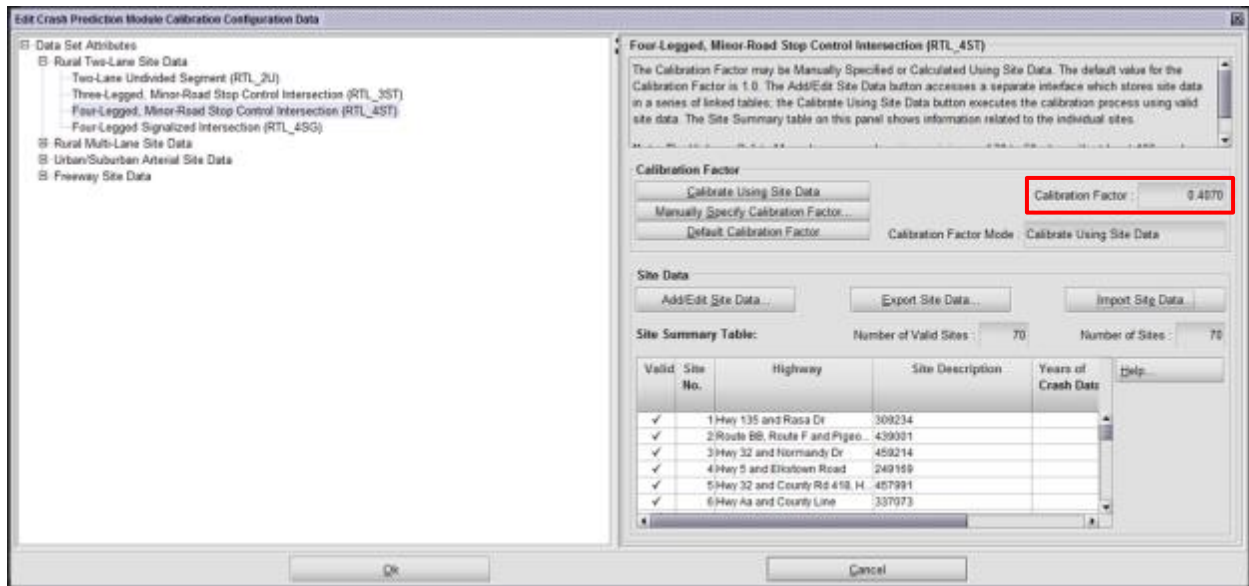 Edit Crash Prediction Module Calibration Configuration Data
Data Set Attributes
Rural Two-Lane Site Data
Two-Lane Undivided Segment (RTL_2U)
Three-Legged, Minor-Road Stop Control Intersection (RTL_3ST)
Four-Legged, Minor-Road Stop Control Intersection (RTL_4ST)
Four-Legged Signalized Intersection (RTL_4SG)
Rural Multi-Lane Site Data
Urban/Suburban Arterial Site Data
Freeway Site Data
Four-Legged, Minor-Road Stop Control Intersection (RTL_4ST)
The Calibration Factor may be Manually Specified or Calculated Using Site Data. The default value for the
Calibration Factor is 1.0. The Add/Edit Site Data button accesses a separate interface which stores site data
in a series of linked tables; the Calibrate Using Site Data button executes the calibration process using valid
site data. The Site Summary table on this panel shows information related to the individual sites.
Calibration Factor
Calibrate Using Site Data
Calibration Factor : 0.4070
Manually Specify Calibration Factor...
Default Calibration Factor
Calibration Factor Mode : Calibrate Using Site Data
Site Data
Add/Edit Site Data... Export Site Data... Import Site Data...
Site Summary Table: Number of Valid Sites : 70 Number of Sites : 70
Valid Site No. Highway Site Description Years of Crash Data Help...
✓ 1 Hwy 135 and Rasa Dr 309234
✓ 2 Route BB, Route F and Pigeo... 439001
✓ 3 Hwy 32 and Normandy Dr 459214
✓ 4 Hwy 5 and Elkstown Road 249169
✓ 5 Hwy 32 and County Rd 418, H... 457991
✓ 6 Hwy Aa and County Line 337073
Ok Cancel